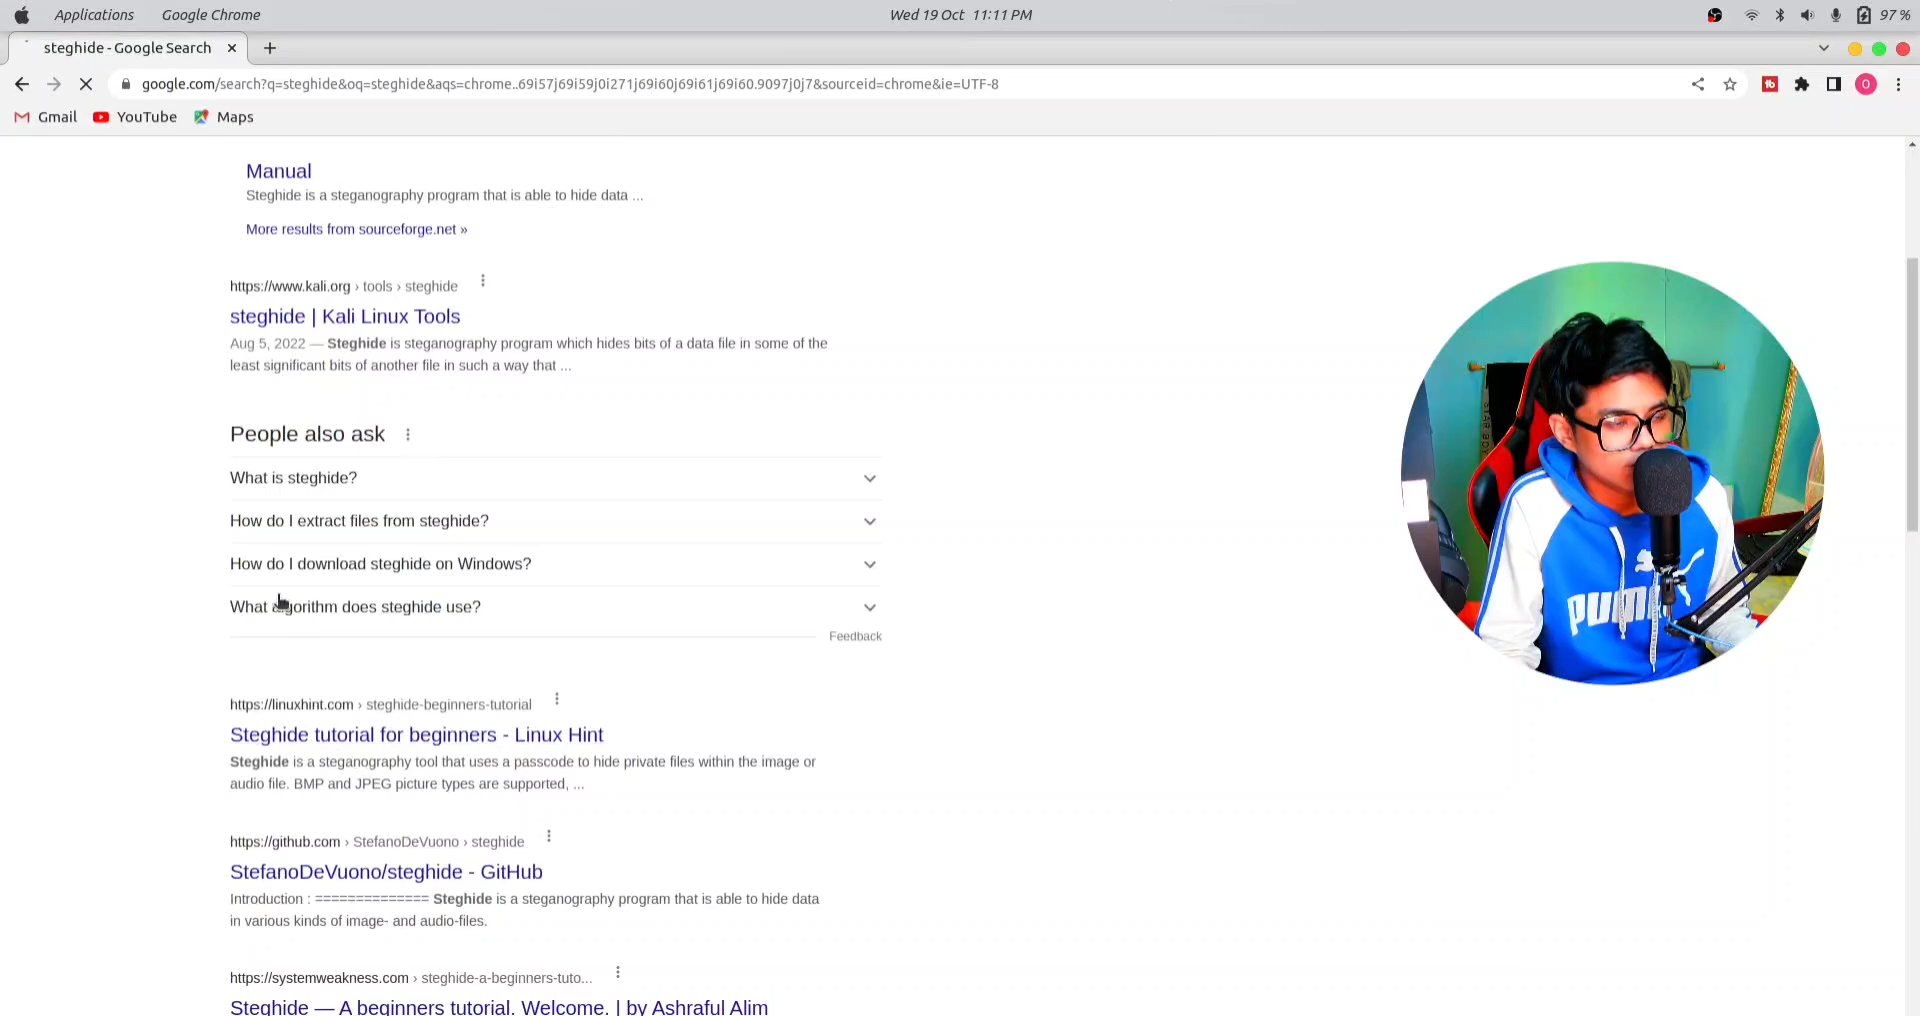 Applications Google Chrome Wed 19 Oct 11:11 PM 97 %
steghide - Google Search
google.com/search?q=steghide&oq=steghide&aqs=chrome..69i57j69i59j0i271j69i60j69i61j69i60.9097j0j7&sourceid=chrome&ie=UTF-8
Gmail YouTube Maps
Manual
Steghide is a steganography program that is able to hide data ...
More results from sourceforge.net »
https://www.kali.org › tools › steghide
steghide | Kali Linux Tools
Aug 5, 2022 — Steghide is steganography program which hides bits of a data file in some of the
least significant bits of another file in such a way that ...
People also ask
What is steghide?
How do I extract files from steghide?
How do I download steghide on Windows?
What algorithm does steghide use?
Feedback
https://linuxhint.com › steghide-beginners-tutorial
Steghide tutorial for beginners - Linux Hint
Steghide is a steganography tool that uses a passcode to hide private files within the image or
audio file. BMP and JPEG picture types are supported, ...
https://github.com › StefanoDeVuono › steghide
StefanoDeVuono/steghide - GitHub
Introduction : ============== Steghide is a steganography program that is able to hide data
in various kinds of image- and audio-files.
https://systemweakness.com › steghide-a-beginners-tuto...
Steghide — A beginners tutorial. Welcome. | by Ashraful Alim
PUMA